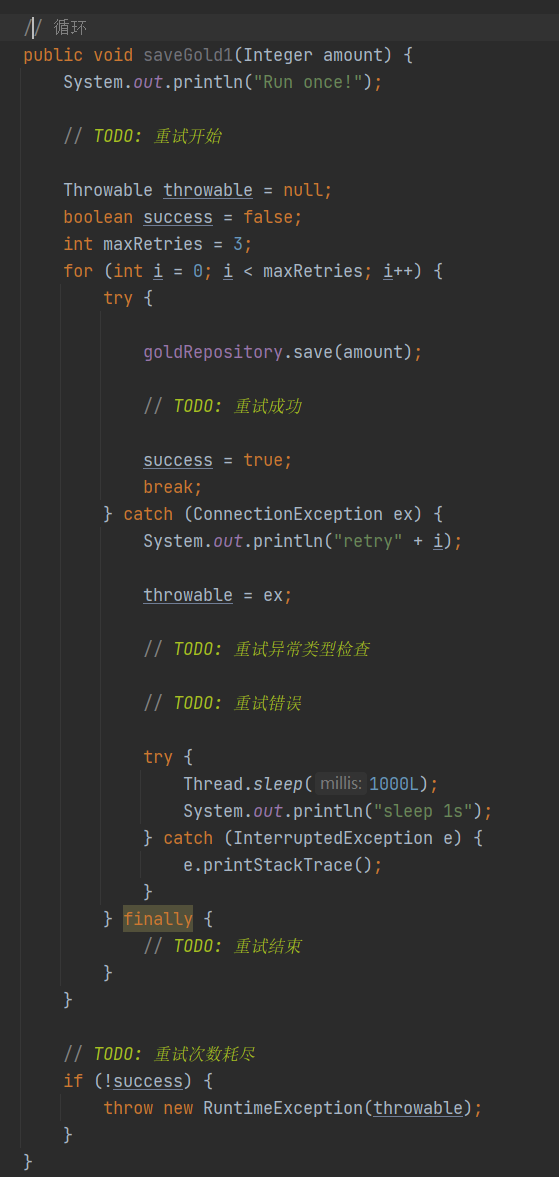 // 循环
public void saveGold1(Integer amount) {
System.out.println("Run once!");
// TODO: 重试开始
Throwable throwable = null;
boolean success = false;
int maxRetries = 3;
for (int i = 0; i < maxRetries; i++) {
try {
goldRepository.save(amount);
// TODO: 重试成功
success = true;
break;
} catch (ConnectionException ex) {
System.out.println("retry" + i);
throwable = ex;
// TODO: 重试异常类型检查
// TODO: 重试错误
try {
Thread.sleep( millis: 1000L);
System.out.println("sleep 1s");
} catch (InterruptedException e) {
e.printStackTrace();
}
} finally {
// TODO: 重试结束
}
}
// TODO: 重试次数耗尽
if (!success) {
throw new RuntimeException(throwable);
}
}